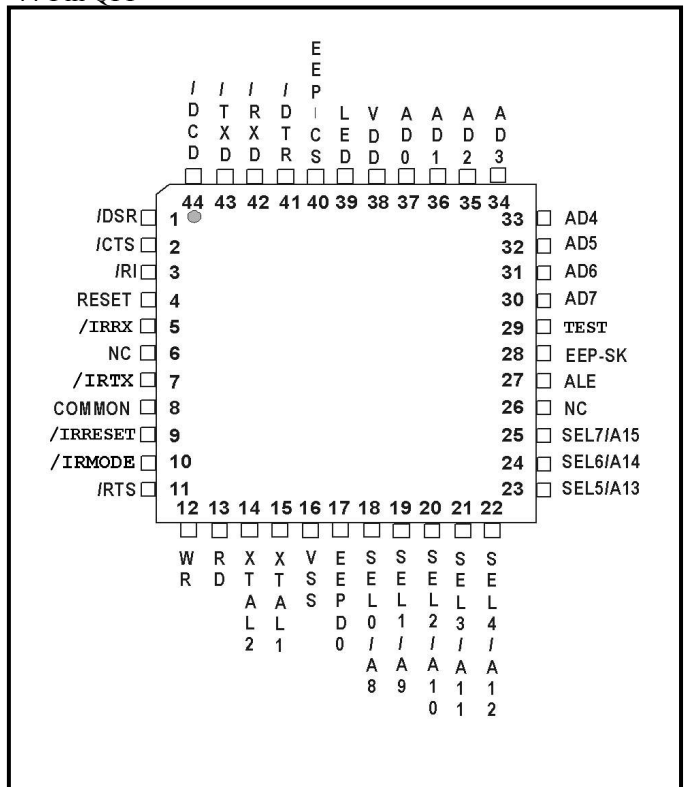 /DCD
/TXD
/RXD
/DTR
EEP-CS
LED
VDD
AD0
AD1
AD2
AD3
44 43 42 41 40 39 38 37 36 35 34
/DSR 1
/CTS 2
/RI 3
RESET 4
/IRRX 5
NC 6
/IRTX 7
COMMON 8
/IRRESET 9
/IRMODE 10
/RTS 11
33 AD4
32 AD5
31 AD6
30 AD7
29 TEST
28 EEP-SK
27 ALE
26 NC
25 SEL7/A15
24 SEL6/A14
23 SEL5/A13
12 13 14 15 16 17 18 19 20 21 22
WR
RD
XTAL2
XTAL1
VSS
EEPD0
SEL0/A8
SEL1/A9
SEL2/A10
SEL3/A11
SEL4/A12